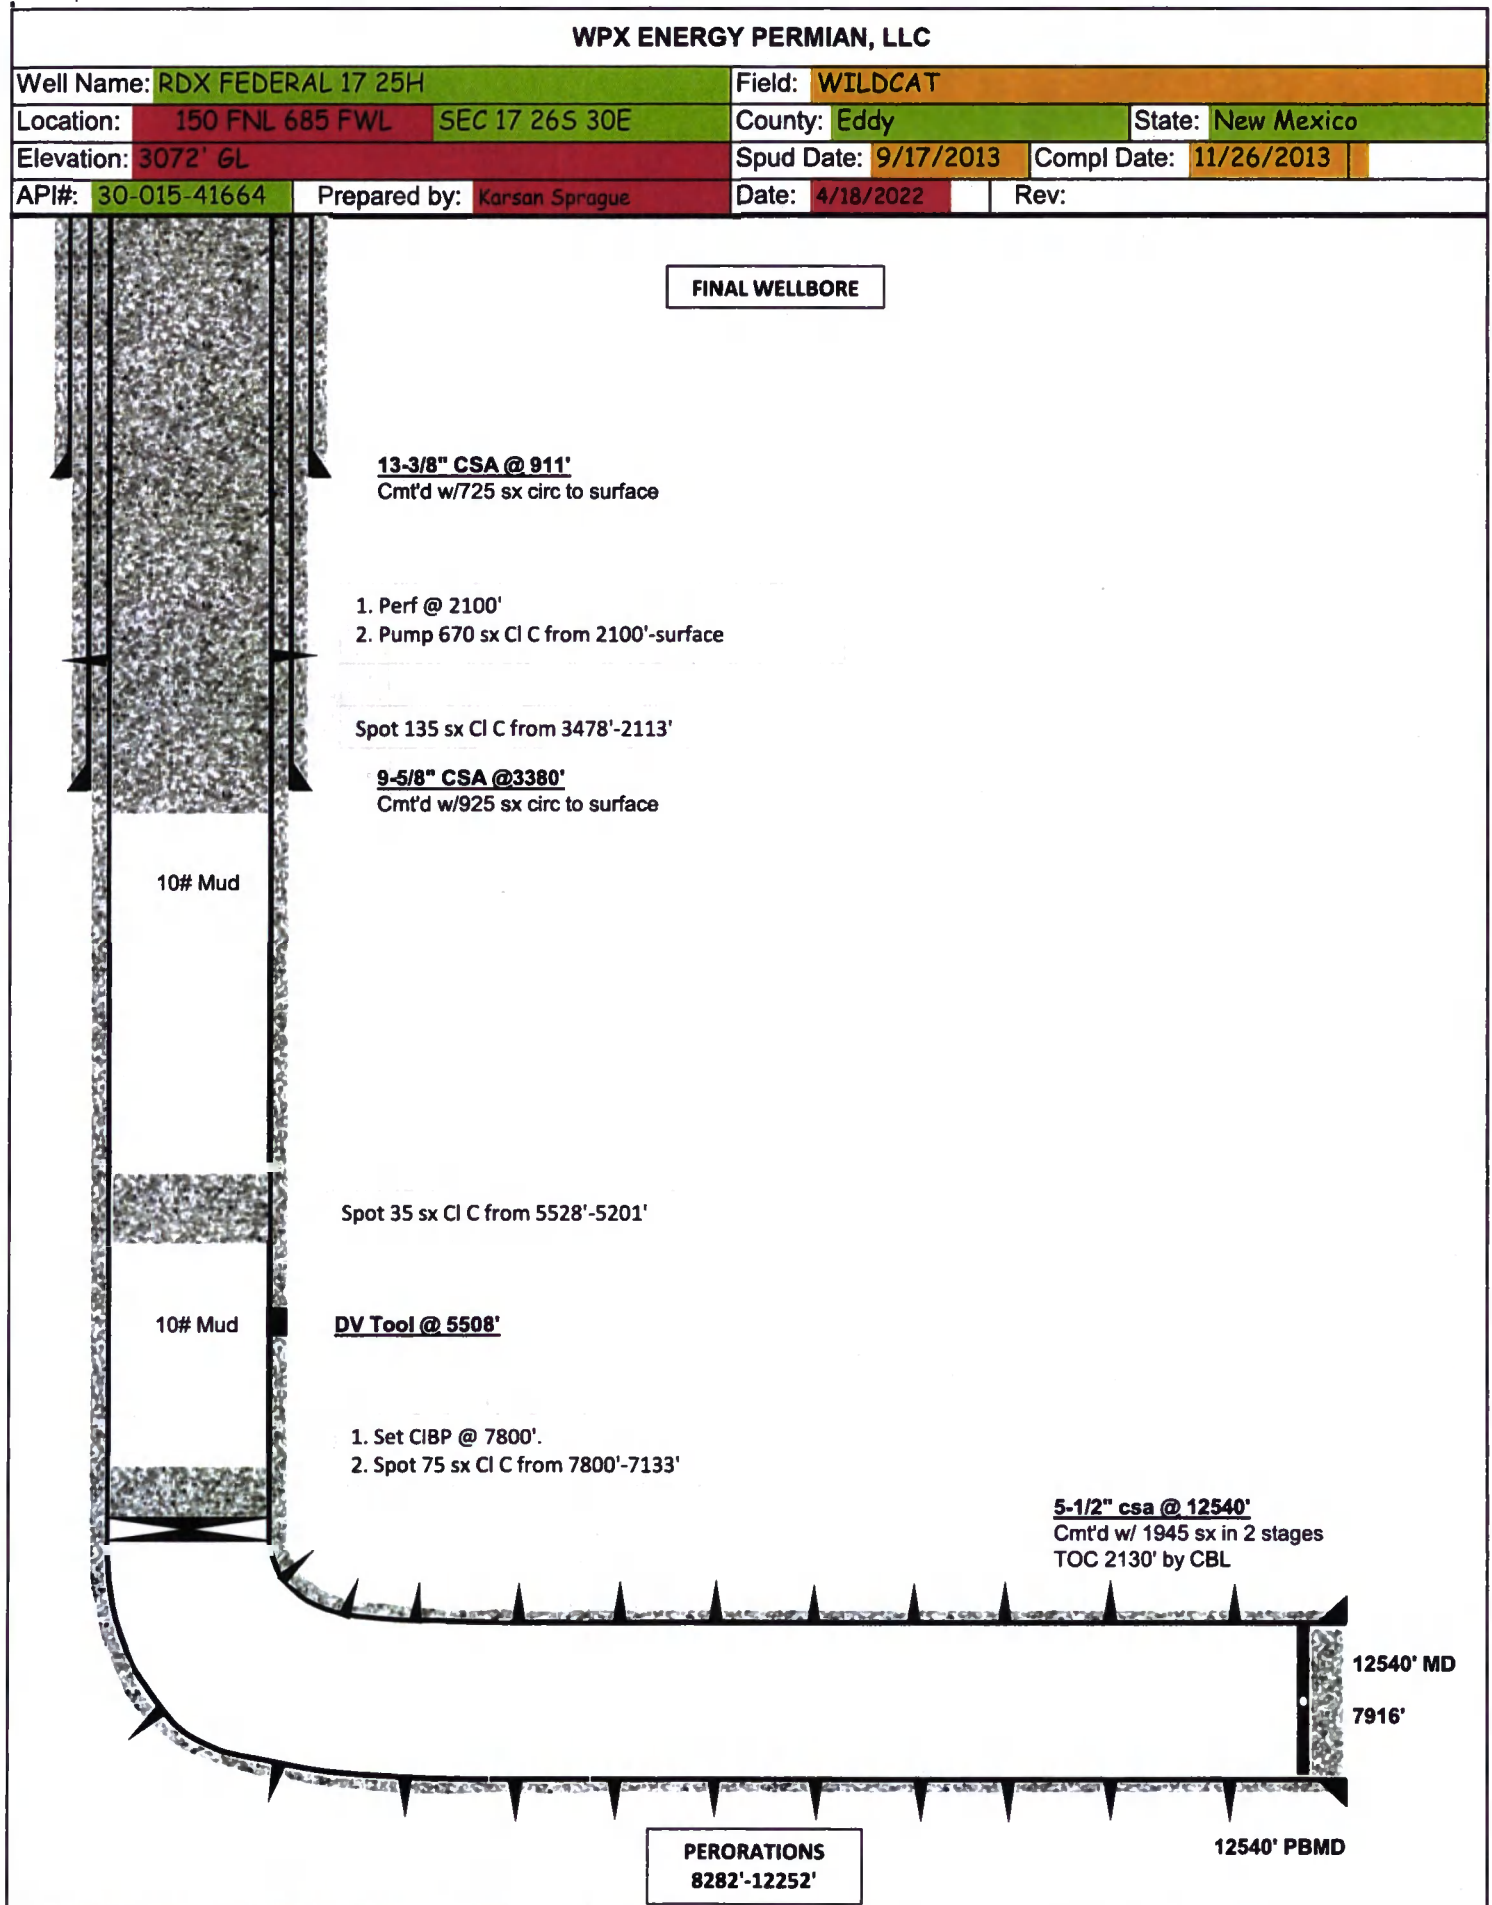 WPX ENERGY PERMIAN, LLC
Well Name: RDX FEDERAL 17 25H Field: WILDCAT
Location: 150 FNL 685 FWL SEC 17 26S 30E County: Eddy State: New Mexico
Elevation: 3072' GL Spud Date: 9/17/2013 Compl Date: 11/26/2013
API#: 30-015-41664 Prepared by: Karsan Sprague Date: 4/18/2022 Rev:
FINAL WELLBORE
13-3/8" CSA @ 911'
Cmt'd w/725 sx circ to surface
1. Perf @ 2100'
2. Pump 670 sx Cl C from 2100'-surface
Spot 135 sx Cl C from 3478'-2113'
9-5/8" CSA @3380'
Cmt'd w/925 sx circ to surface
10# Mud
Spot 35 sx Cl C from 5528'-5201'
10# Mud
DV Tool @ 5508'
1. Set CIBP @ 7800'.
2. Spot 75 sx Cl C from 7800'-7133'
5-1/2" csa @ 12540'
Cmt'd w/ 1945 sx in 2 stages
TOC 2130' by CBL
12540' MD
7916'
12540' PBMD
PERORATIONS
8282'-12252'